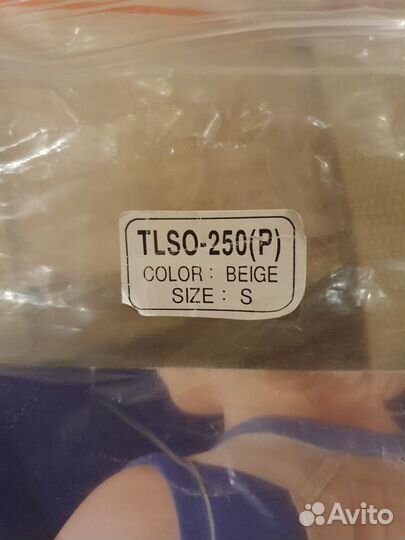 TLSO-250(P)
COLOR : BEIGE
SIZE : S
Avito